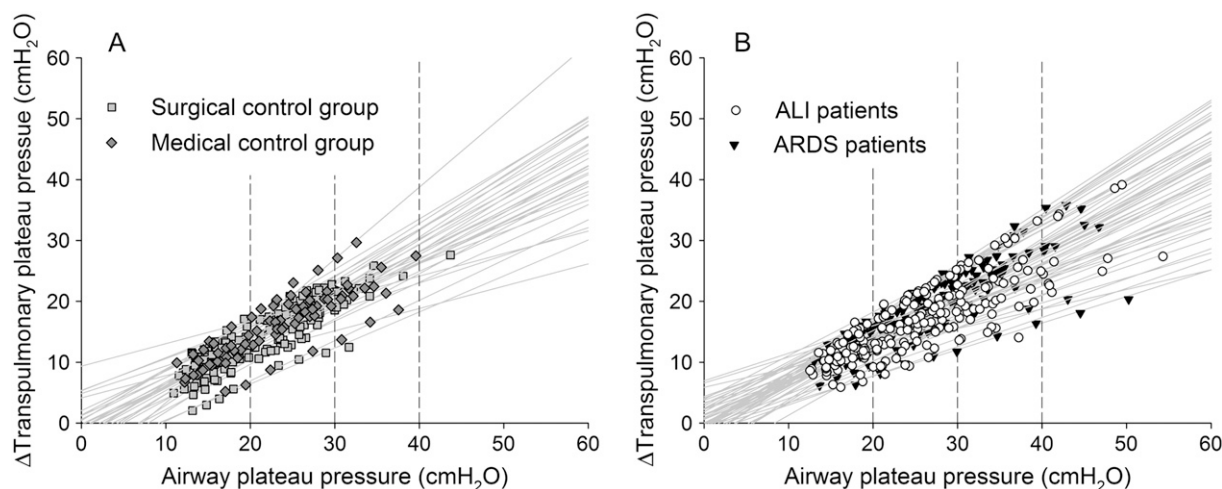 A
ΔTranspulmonary plateau pressue (cmH₂O)
60
50
40
30
20
10
0
Surgical control group
Medical control group
0 10 20 30 40 50 60
Airway plateau pressure (cmH₂O)
B
ΔTranspulmonary plateau pressure (cmH₂O)
60
50
40
30
20
10
0
ALI patients
ARDS patients
0 10 20 30 40 50 60
Airway plateau pressure (cmH₂O)